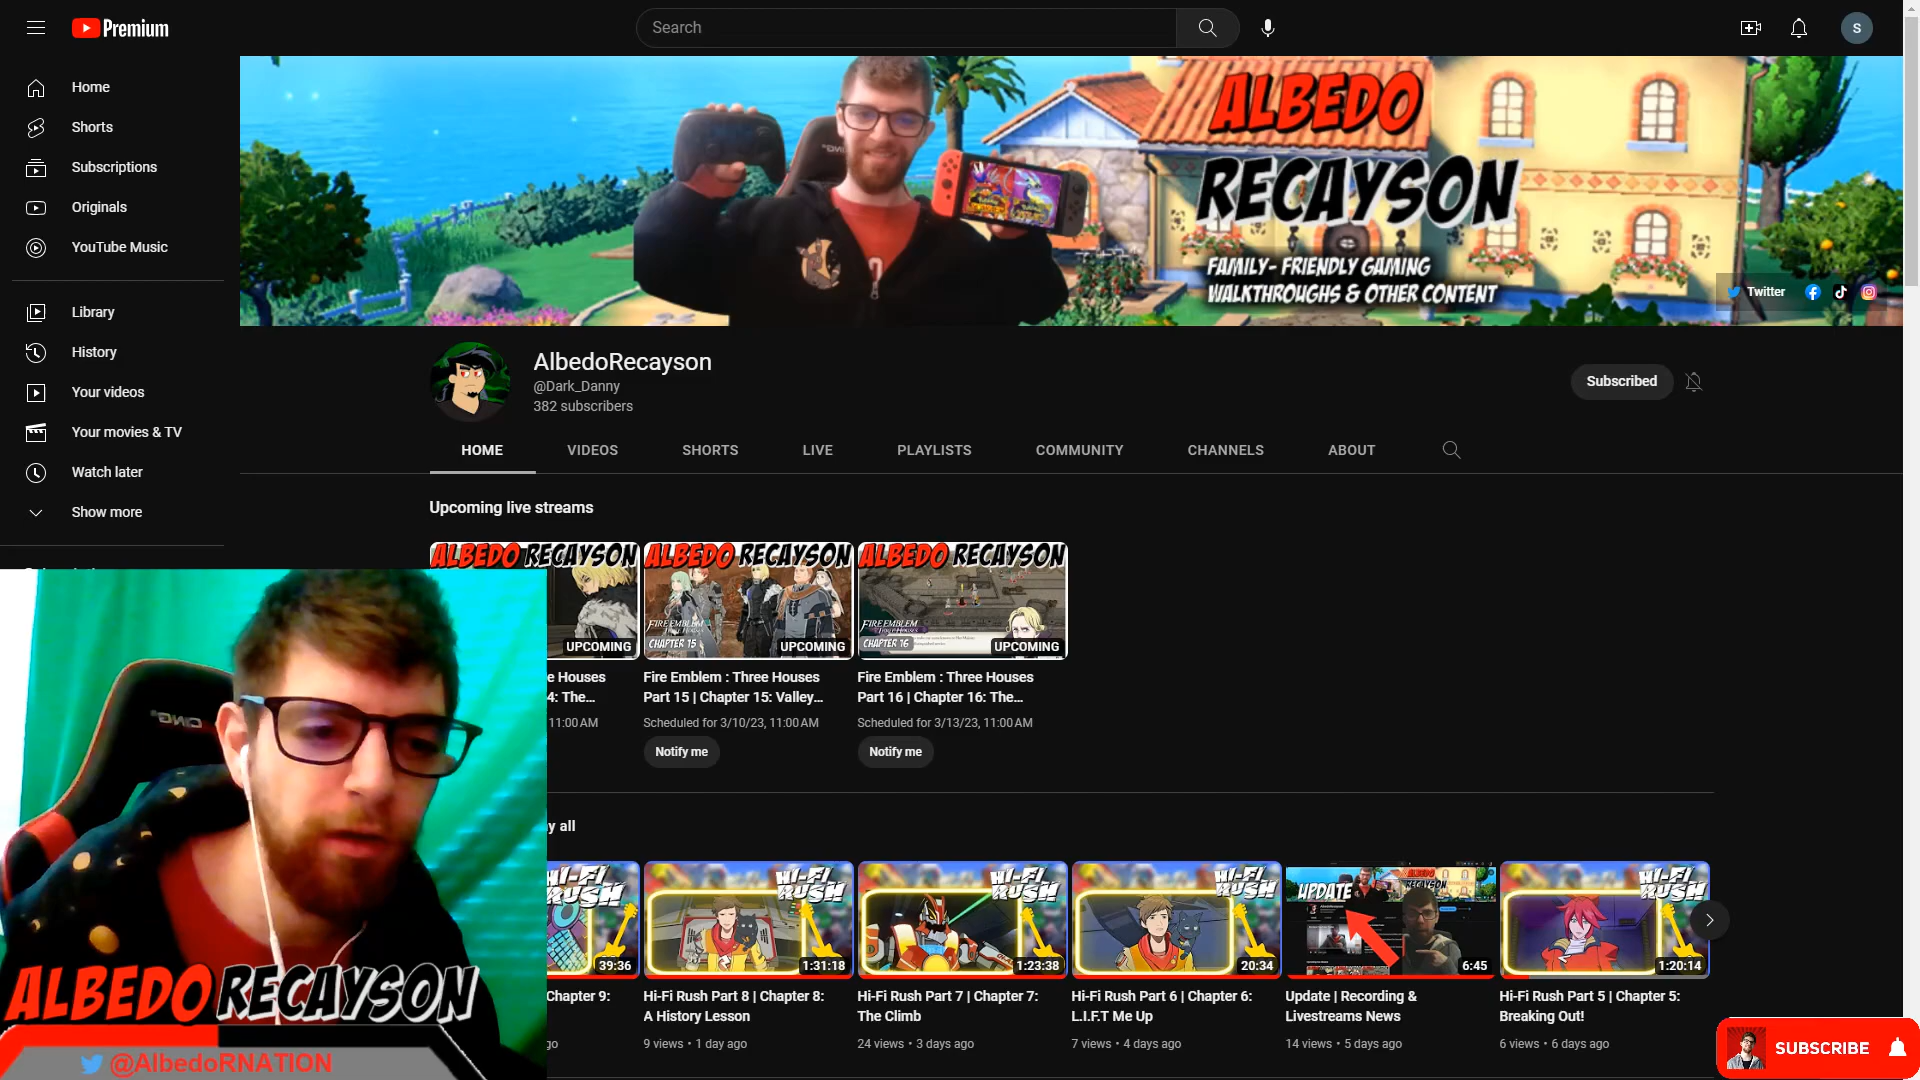 Premium
Search
S
Home
Shorts
Subscriptions
Originals
YouTube Music
Library
History
Your videos
Your movies & TV
Watch later
Show more
ALBEDO
RECAYSON
FAMILY-FRIENDLY GAMING
WALKTHROUGHS & OTHER CONTENT
Twitter
AlbedoRecayson
@Dark_Danny
382 subscribers
Subscribed
HOME
VIDEOS
SHORTS
LIVE
PLAYLISTS
COMMUNITY
CHANNELS
ABOUT
Upcoming live streams
ALBEDO RECAYSON
UPCOMING
ALBEDO RECAYSON
FIRE EMBLEM
CHAPTER 15
UPCOMING
ALBEDO RECAYSON
FIRE EMBLEM
THREE HOUSES
CHAPTER 16
UPCOMING
e Houses
4: The...
11:00 AM
Fire Emblem : Three Houses
Part 15 | Chapter 15: Valley...
Scheduled for 3/10/23, 11:00 AM
Notify me
Fire Emblem : Three Houses
Part 16 | Chapter 16: The...
Scheduled for 3/13/23, 11:00 AM
Notify me
y all
HI-FI
RUSH
39:36
HI-FI
RUSH
1:31:18
HI-FI
RUSH
1:23:38
HI-FI
RUSH
20:34
UPDATE
ALBEDO
RECAYSON
6:45
HI-FI
RUSH
1:20:14
Chapter 9:
go
Hi-Fi Rush Part 8 | Chapter 8:
A History Lesson
9 views • 1 day ago
Hi-Fi Rush Part 7 | Chapter 7:
The Climb
24 views • 3 days ago
Hi-Fi Rush Part 6 | Chapter 6:
L.I.F.T Me Up
7 views • 4 days ago
Update | Recording &
Livestreams News
14 views • 5 days ago
Hi-Fi Rush Part 5 | Chapter 5:
Breaking Out!
6 views • 6 days ago
ALBEDO RECAYSON
@AlbedoRNATION
SUBSCRIBE